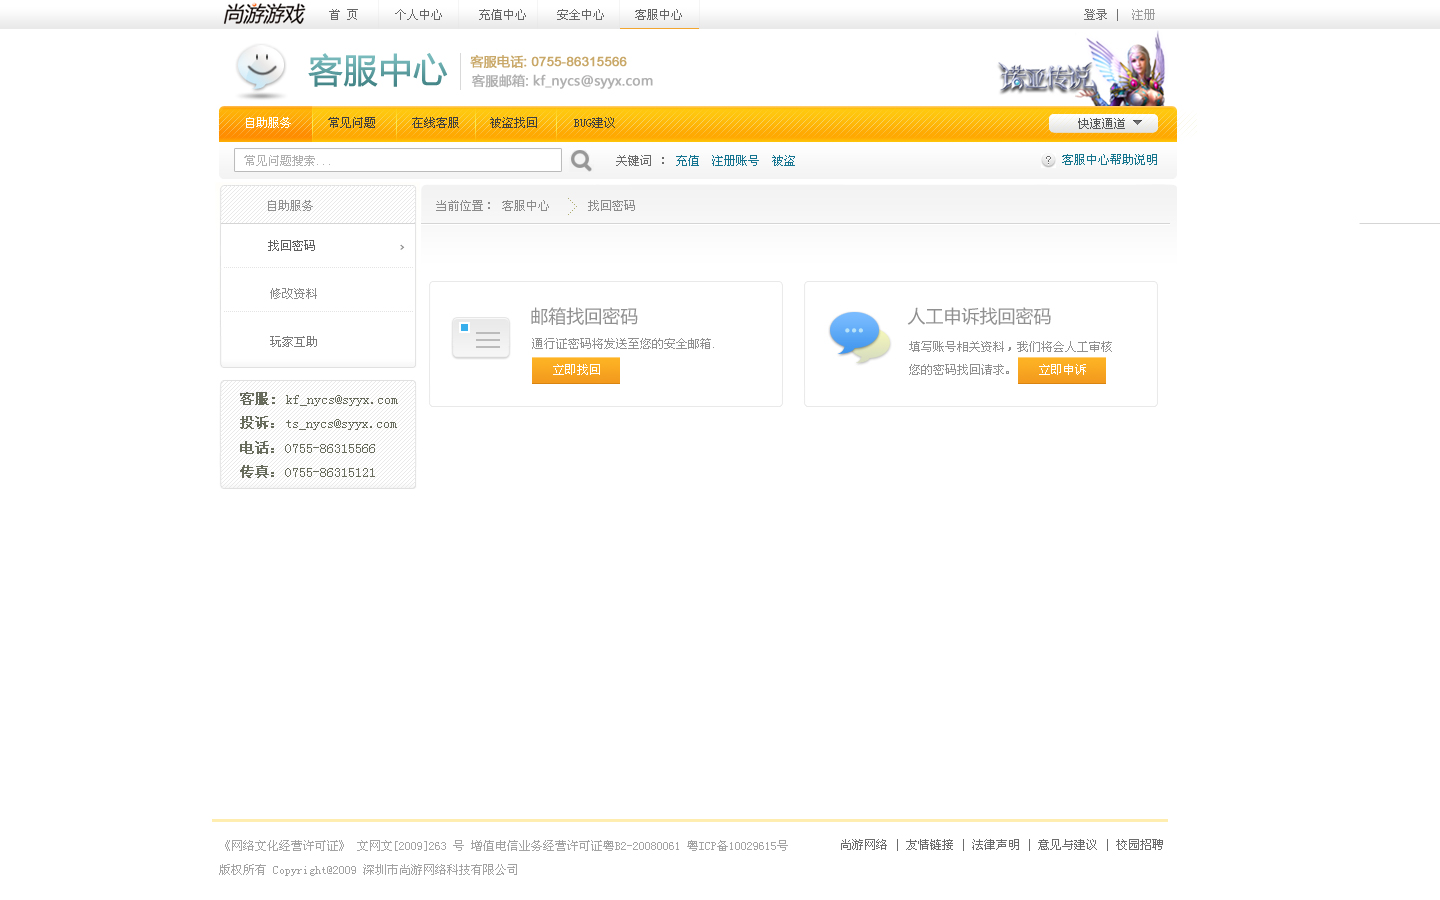 尚游游戏 首 页 个人中心 充值中心 安全中心 客服中心 登录 | 注册
客服中心
客服电话: 0755-86315566
客服邮箱: kf_nycs@syyx.com
诺亚传说
自助服务 常见问题 在线客服 被盗找回 BUG建议 快速通道
常见问题搜索... 关键词 : 充值 注册账号 被盗 ? 客服中心帮助说明
自助服务
找回密码
修改资料
玩家互助
客服: kf_nycs@syyx.com
投诉: ts_nycs@syyx.com
电话: 0755-86315566
传真: 0755-86315121
当前位置: 客服中心 找回密码
邮箱找回密码
通行证密码将发送至您的安全邮箱.
立即找回
人工申诉找回密码
填写账号相关资料，我们将会人工审核
您的密码找回请求。 立即申诉
《网络文化经营许可证》 文网文[2009]263 号 增值电信业务经营许可证粤B2-20080061 粤ICP备10029615号
版权所有 Copyright@2009 深圳市尚游网络科技有限公司
尚游网络 | 友情链接 | 法律声明 | 意见与建议 | 校园招聘